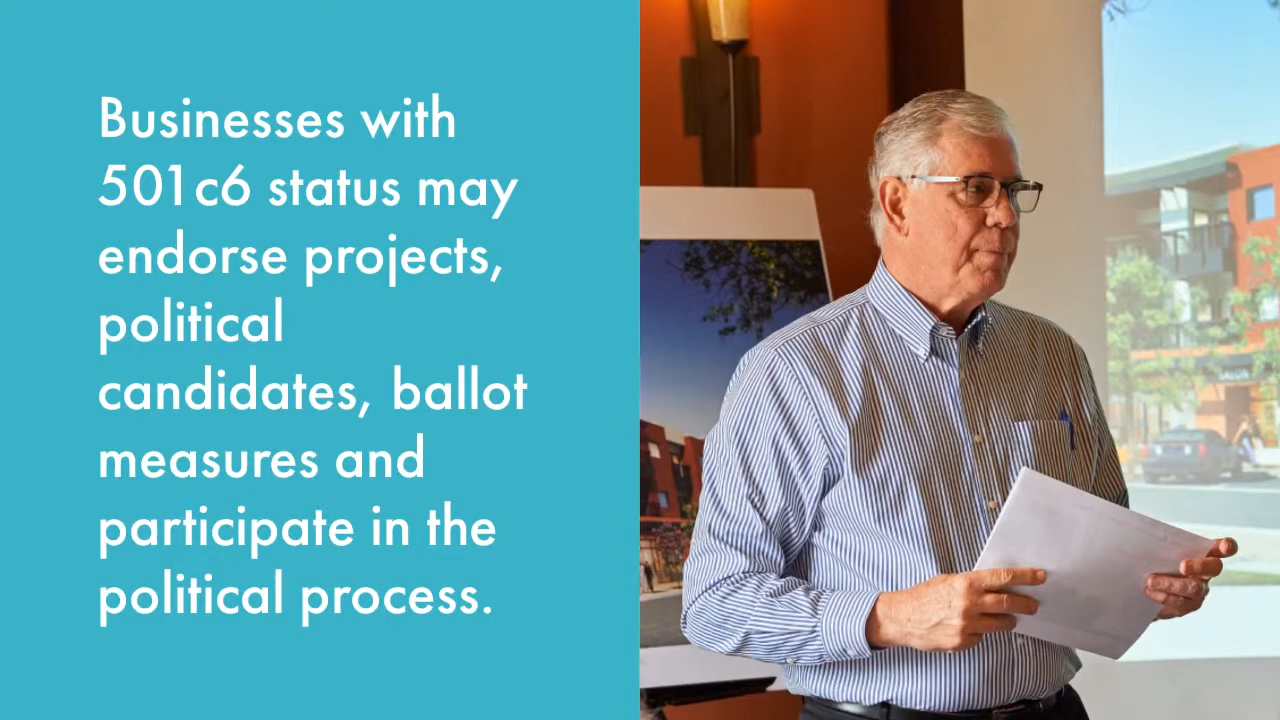 Businesses with
501c6 status may
endorse projects,
political
candidates, ballot
measures and
participate in the
political process.